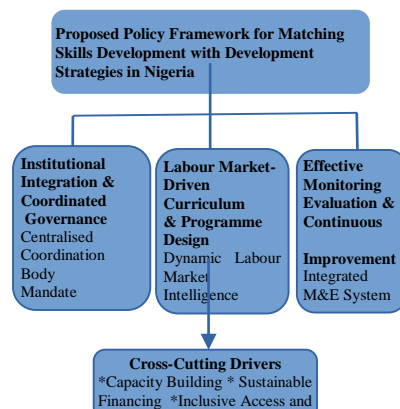 Proposed Policy Framework for Matching
Skills Development with Development
Strategies in Nigeria
Institutional
Integration &
Coordinated
Governance
Centralised
Coordination
Body
Mandate
Labour Market-
Driven
Curriculum
& Programme
Design
Dynamic Labour
Market
Intelligence
Effective
Monitoring
Evaluation &
Continuous
Improvement
Integrated
M&E System
Cross-Cutting Drivers
*Capacity Building * Sustainable
Financing *Inclusive Access and